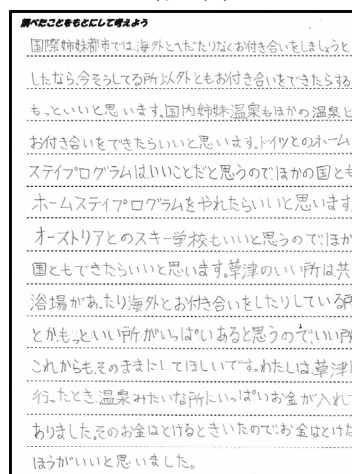 調べたことをもとにして考えよう
国際姉妹都市では、海外とへだたりなくお付き合いをしましょうと
したなら、今そうしてる所以外ともお付き合いをできたらする
もっといいと思います。国内姉妹温泉もほかの温泉と
お付き合いをできたらいいと思います。ドイツとのホーム
ステイプログラムは、いいことだと思うのでほかの国とも
ホームステイプログラムをやれたらいいと思います
オーストリアとのスキー学校もいいと思うのでほか
国ともできたらいいと思います。草津のいい所は共
浴場があったり海外とお付き合いをしたりしている所
とか、もっといい所がいっぱいあると思うので、いい所
これからも、そのままにしてほしいです。わたしは、草津
行ったとき、温泉みたいな所にいっぱいお金が入れて
ありました。そのお金はとけるときいたので、お金はとけた
ほうがいいと思いました。